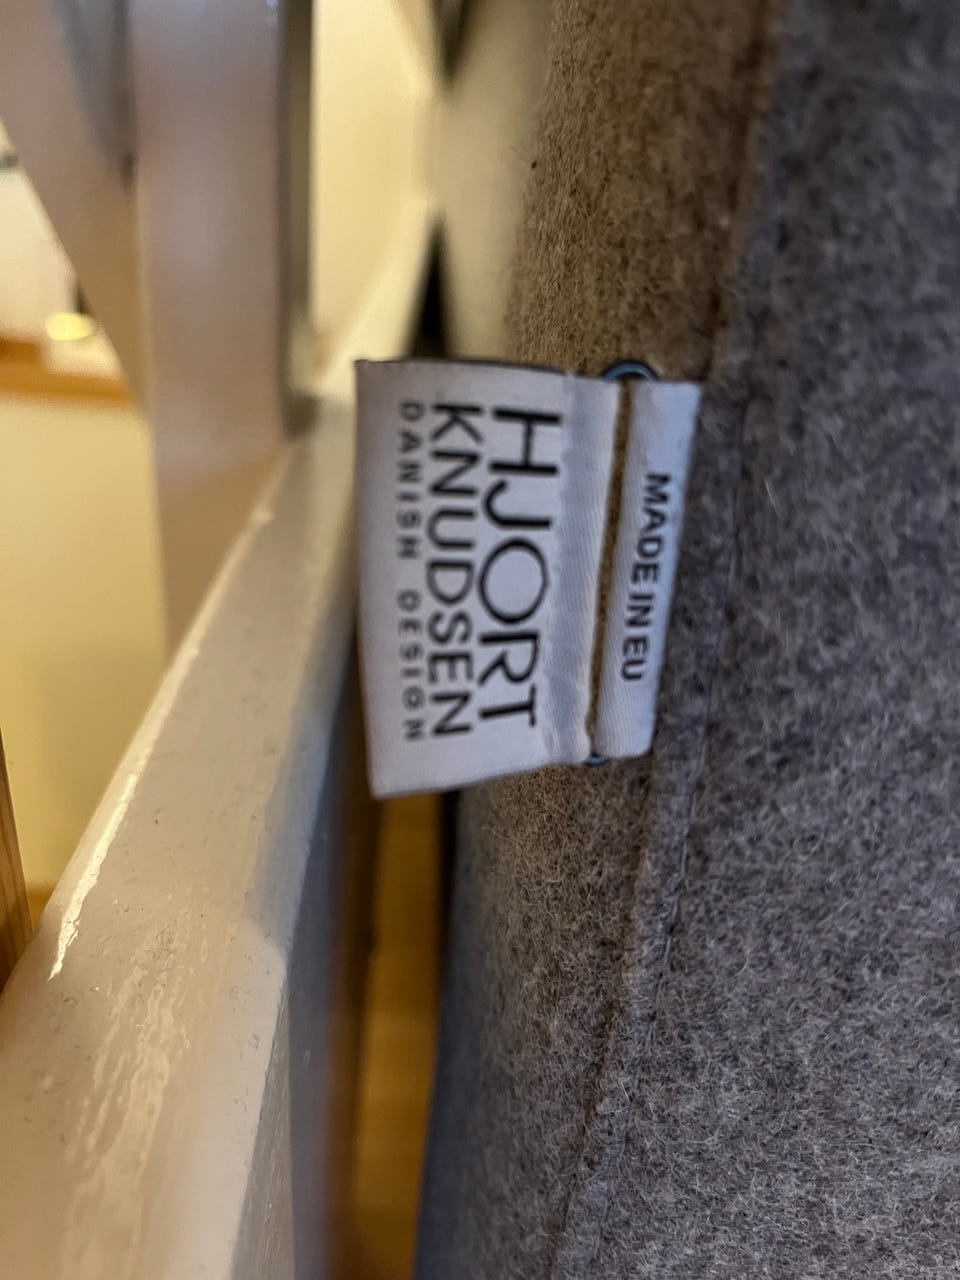 MADE IN EU
HJORT
KNUDSEN
DANISH DESIGN